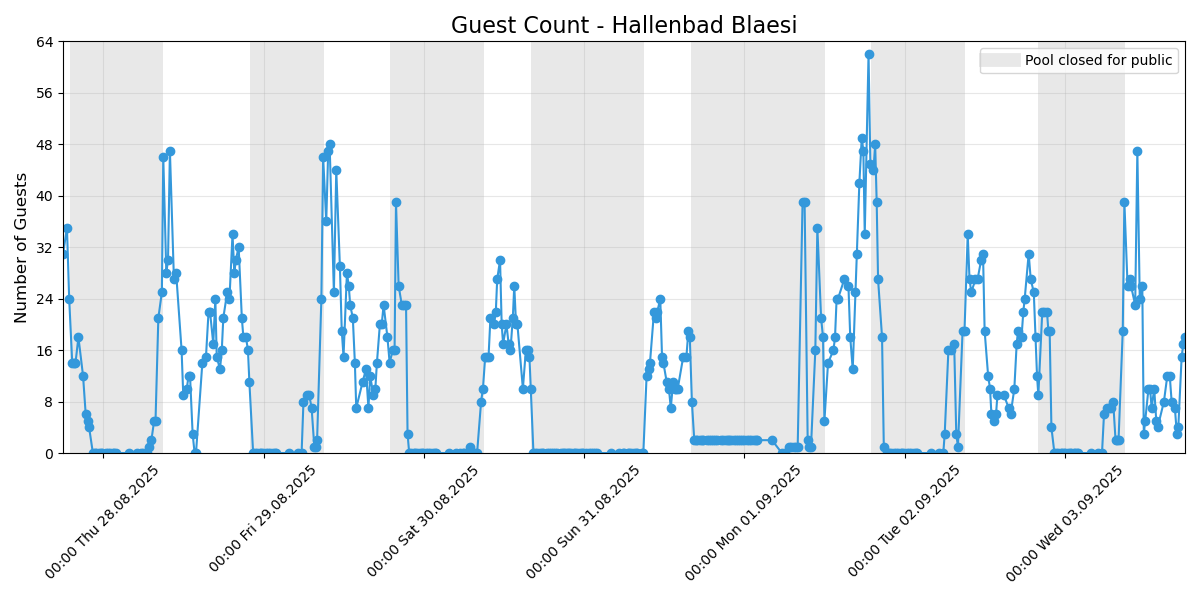 Guest Count - Hallenbad Blaesi
Number of Guests
64
56
48
40
32
24
16
8
0
Pool closed for public
00:00 Thu 28.08.2025
00:00 Fri 29.08.2025
00:00 Sat 30.08.2025
00:00 Sun 31.08.2025
00:00 Mon 01.09.2025
00:00 Tue 02.09.2025
00:00 Wed 03.09.2025